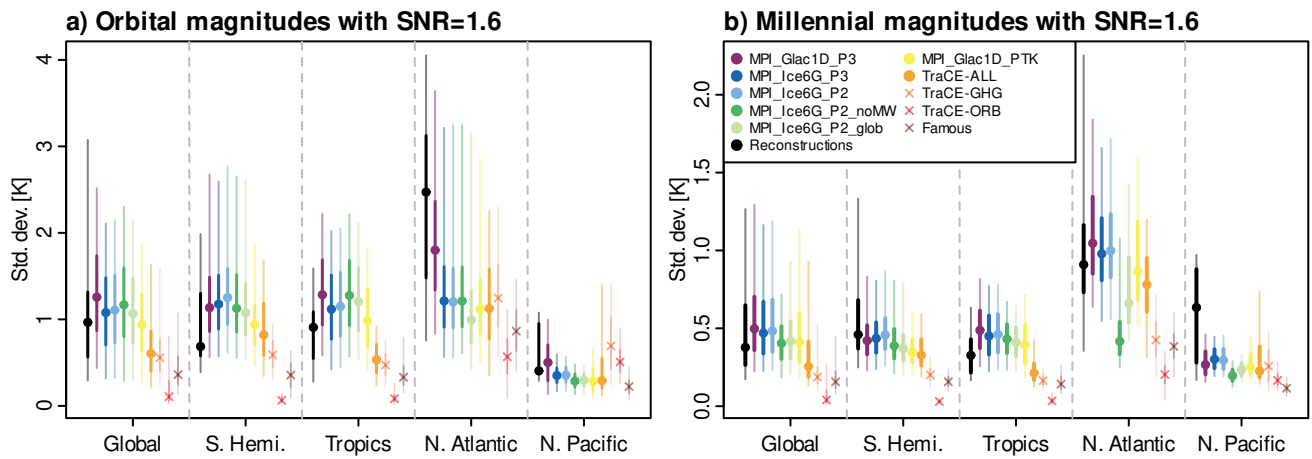 a) Orbital magnitudes with SNR=1.6
Std. dev. [K]
4
3
2
1
0
Global S. Hemi. Tropics N. Atlantic N. Pacific
b) Millennial magnitudes with SNR=1.6
Std. dev. [K]
2.0
1.5
1.0
0.5
0.0
MPI_Glac1D_P3
MPI_Ice6G_P3
MPI_Ice6G_P2
MPI_Ice6G_P2_noMW
MPI_Ice6G_P2_glob
Reconstructions
MPI_Glac1D_PTK
TraCE-ALL
TraCE-GHG
TraCE-ORB
Famous
Global S. Hemi. Tropics N. Atlantic N. Pacific